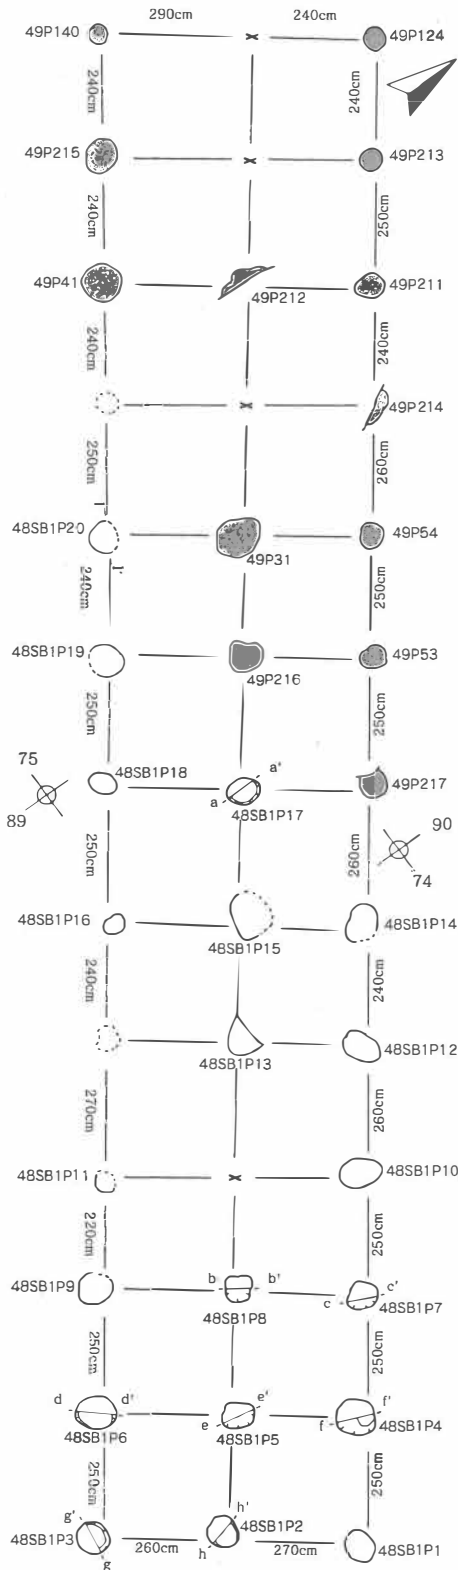 290cm 240cm
49P140 49P124
240cm 240cm
49P215 49P213
240cm 250cm
49P41 49P212 49P211
240cm 240cm
49P214
250cm 260cm
I I'
48SB1P20 49P31 49P54
240cm 250cm
48SB1P19 49P216 49P53
250cm 250cm
75 89
48SB1P18 a a' 48SB1P17 49P217
90 74
250cm 260cm
48SB1P16 48SB1P15 48SB1P14
240cm 240cm
48SB1P13 48SB1P12
270cm 260cm
48SB1P11 48SB1P10
220cm 250cm
48SB1P9 b b' 48SB1P8 c c' 48SB1P7
250cm 250cm
d d' 48SB1P6 e e' 48SB1P5 f f' 48SB1P4
250cm 250cm
48SB1P3 g' g h' h 48SB1P2 48SB1P1
260cm 270cm